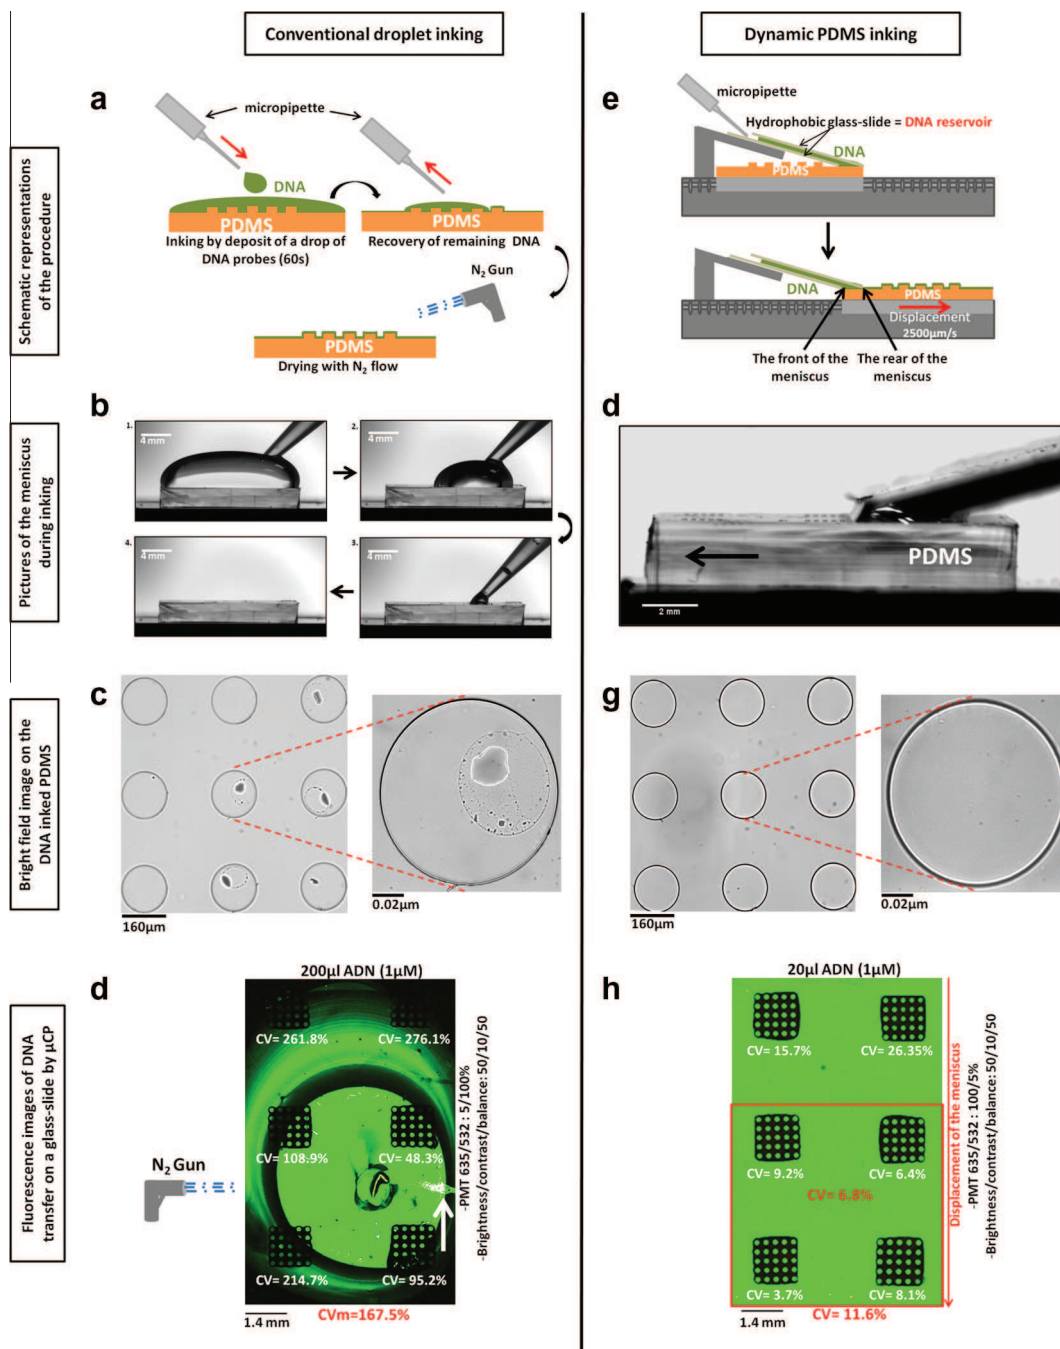 Conventional droplet inking
Dynamic PDMS inking
Schematic representations
of the procedure
a
micropipette
DNA
PDMS
PDMS
Inking by deposit of a drop of
DNA probes (60s)
Recovery of remaining DNA
N2 Gun
PDMS
Drying with N2 flow
e
micropipette
Hydrophobic glass-slide = DNA reservoir
DNA
PDMS
DNA
PDMS
Displacement
2500µm/s
The front of the
meniscus
The rear of the
meniscus
Pictures of the meniscus
during inking
b
1.
4 mm
2.
4 mm
4.
4 mm
3.
4 mm
d
PDMS
2 mm
Bright field image on the
DNA inked PDMS
c
160µm
0.02µm
g
160µm
0.02µm
Fluorescence images of DNA
transfer on a glass-slide by µCP
d
200µl ADN (1µM)
CV= 261.8%
CV= 276.1%
CV= 108.9%
CV= 48.3%
CV= 214.7%
CV= 95.2%
N2 Gun
1.4 mm
CVm=167.5%
-PMT 635/532 : 5/100%
-Brightness/contrast/balance: 50/10/50
h
20µl ADN (1µM)
CV= 15.7%
CV= 26.35%
CV= 9.2%
CV= 6.4%
CV= 6.8%
CV= 3.7%
CV= 8.1%
1.4 mm
CV= 11.6%
Displacement of the meniscus
-PMT 635/532 : 100/5%
-Brightness/contrast/balance: 50/10/50